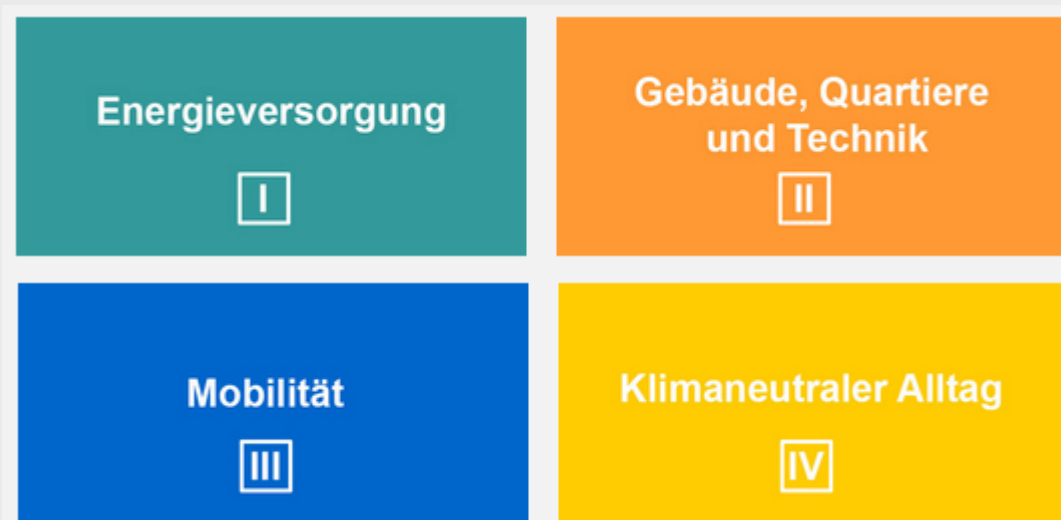 Energieversorgung
I
Gebäude, Quartiere
und Technik
II
Mobilität
III
Klimaneutraler Alltag
IV